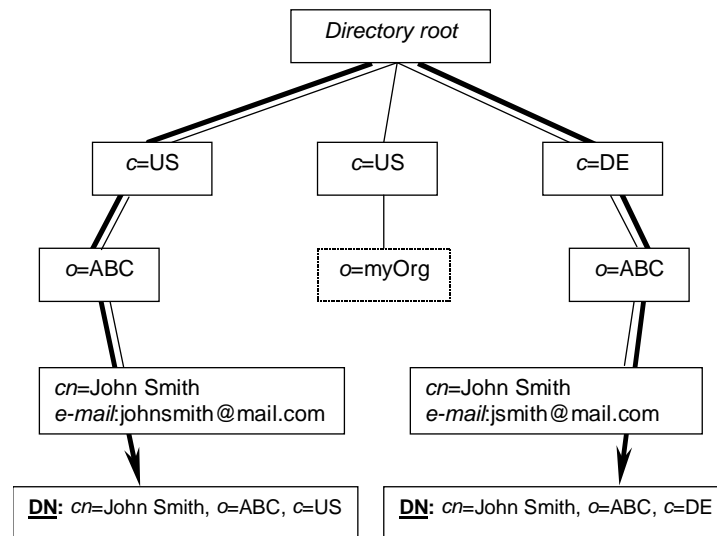 Directory root
c=US
c=US
c=DE
o=ABC
o=myOrg
o=ABC
cn=John Smith
e-mail:johnsmith@mail.com
cn=John Smith
e-mail:jsmith@mail.com
DN: cn=John Smith, o=ABC, c=US
DN: cn=John Smith, o=ABC, c=DE